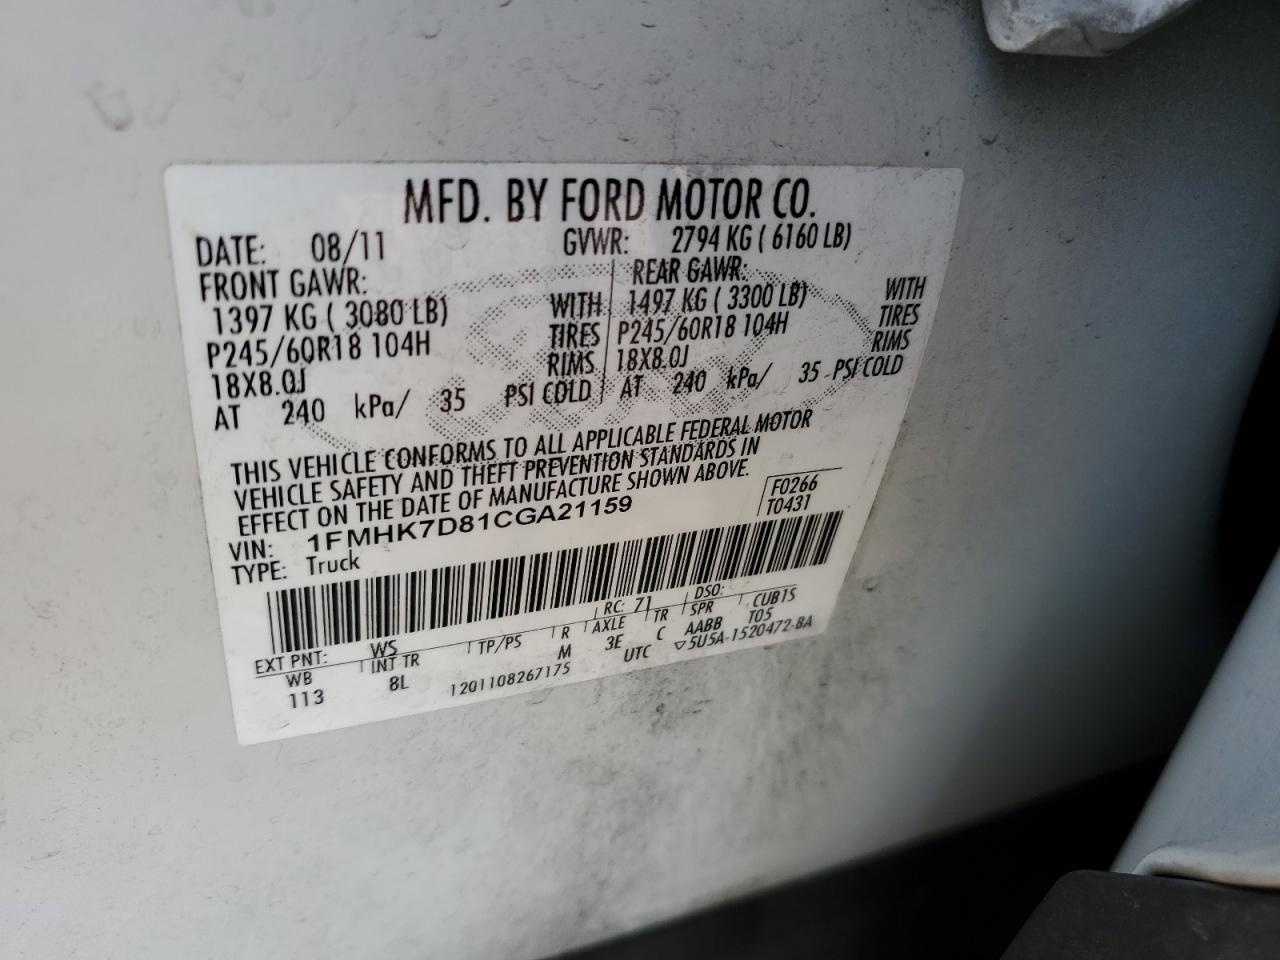 MFD. BY FORD MOTOR CO.
DATE: 08/11 GVWR: 2794 KG ( 6160 LB)
FRONT GAWR: REAR GAWR:
1397 KG ( 3080 LB) WITH 1497 KG ( 3300 LB) WITH
P245/60R18 104H TIRES P245/60R18 104H TIRES
18X8.0J RIMS 18X8.0J RIMS
AT 240 kPa/ 35 PSI COLD AT 240 kPa/ 35 PSI COLD
THIS VEHICLE CONFORMS TO ALL APPLICABLE FEDERAL MOTOR
VEHICLE SAFETY AND THEFT PREVENTION STANDARDS IN
EFFECT ON THE DATE OF MANUFACTURE SHOWN ABOVE.
F0266
VIN: 1FMHK7D81CGA21159 T0431
TYPE: Truck
EXT PNT: WS RC: 71 DSO:
WB INT TR TP/PS R AXLE TR SPR CUB1S
113 8L M 3E C AABB T05
1201108267175 UTC ▽5U5A-1520472-BA